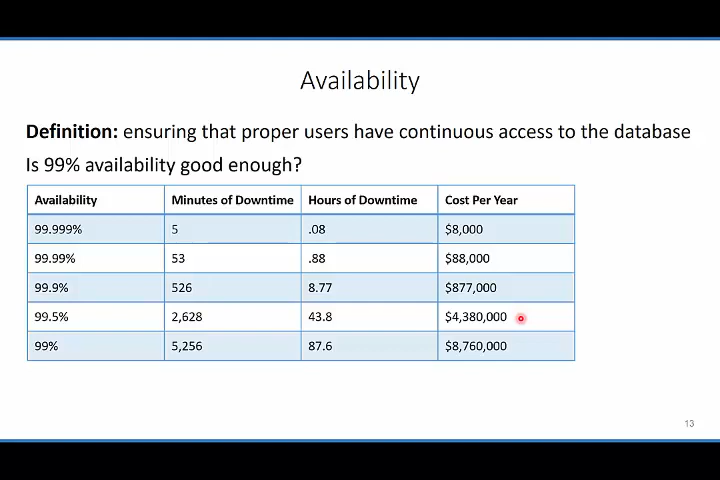 Availability
Definition: ensuring that proper users have continuous access to the database
Is 99% availability good enough?
Availability Minutes of Downtime Hours of Downtime Cost Per Year
99.999% 5 .08 $8,000
99.99% 53 .88 $88,000
99.9% 526 8.77 $877,000
99.5% 2,628 43.8 $4,380,000
99% 5,256 87.6 $8,760,000
13